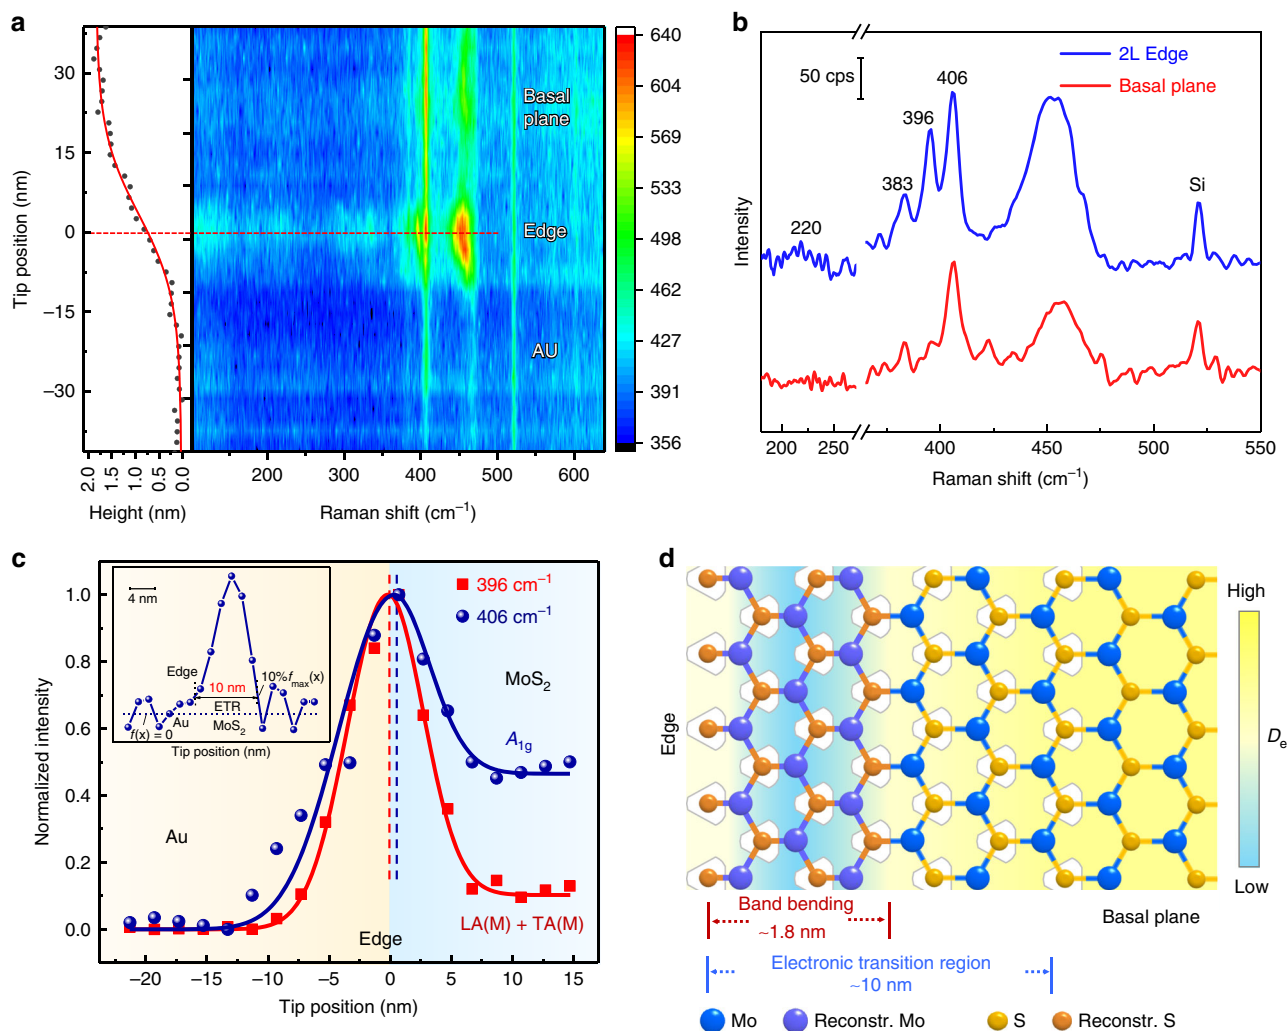 a
Tip position (nm)
30
15
0
−15
−30
2.0
1.5
1.0
0.5
0.0
Height (nm)
Basal
plane
Edge
AU
200
300
400
500
600
Raman shift (cm⁻¹)
640
604
569
533
498
462
427
391
356
b
50 cps
2L Edge
Basal plane
Intensity
220
383
396
406
Si
200
250
400
450
500
550
Raman shift (cm⁻¹)
c
Normalized intensity
1.0
0.8
0.6
0.4
0.2
0.0
4 nm
Edge
10 nm
10%fmax(x)
ETR
Au
MoS₂
f(x) = 0
Tip position (nm)
396 cm⁻¹
406 cm⁻¹
MoS₂
A1g
Au
LA(M) + TA(M)
Edge
−20
−15
−10
−5
0
5
10
15
Tip position (nm)
d
Edge
High
Dₑ
Low
Band bending
~1.8 nm
Basal plane
Electronic transition region
~10 nm
Mo
Reconstr. Mo
S
Reconstr. S